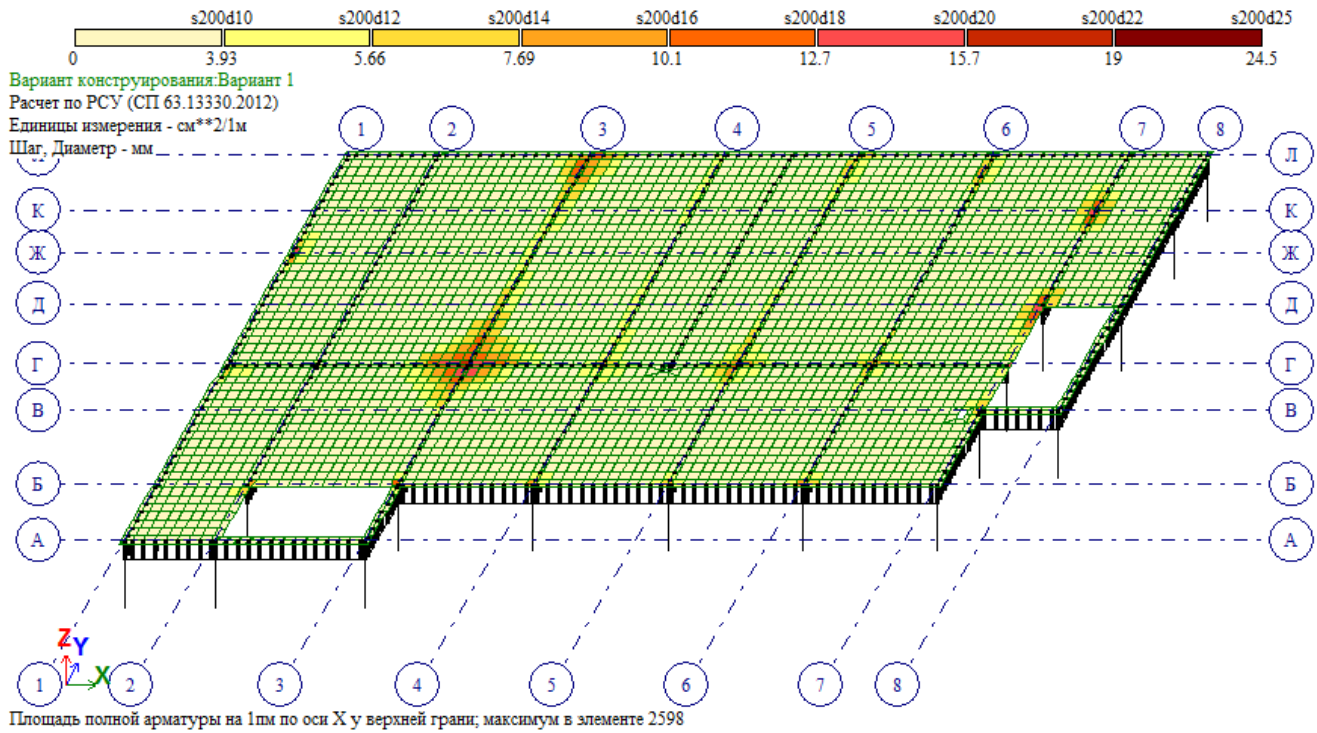 s200d10 s200d12 s200d14 s200d16 s200d18 s200d20 s200d22 s200d25
0 3.93 5.66 7.69 10.1 12.7 15.7 19 24.5
Вариант конструирования:Вариант 1
Расчет по РСУ (СП 63.13330.2012)
Единицы измерения - см**2/1м
Шаг, Диаметр - мм
1 2 3 4 5 6 7 8
Л
К К
Ж Ж
Д Д
Г Г
В В
Б Б
А А
Z Y
X
1 2 3 4 5 6 7 8
Площадь полной арматуры на 1пм по оси X у верхней грани; максимум в элементе 2598